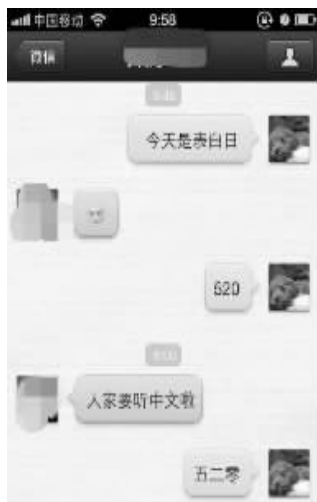 中国移动 9:58
微信
今天是表白日
520
人家要听中文啦
五二零